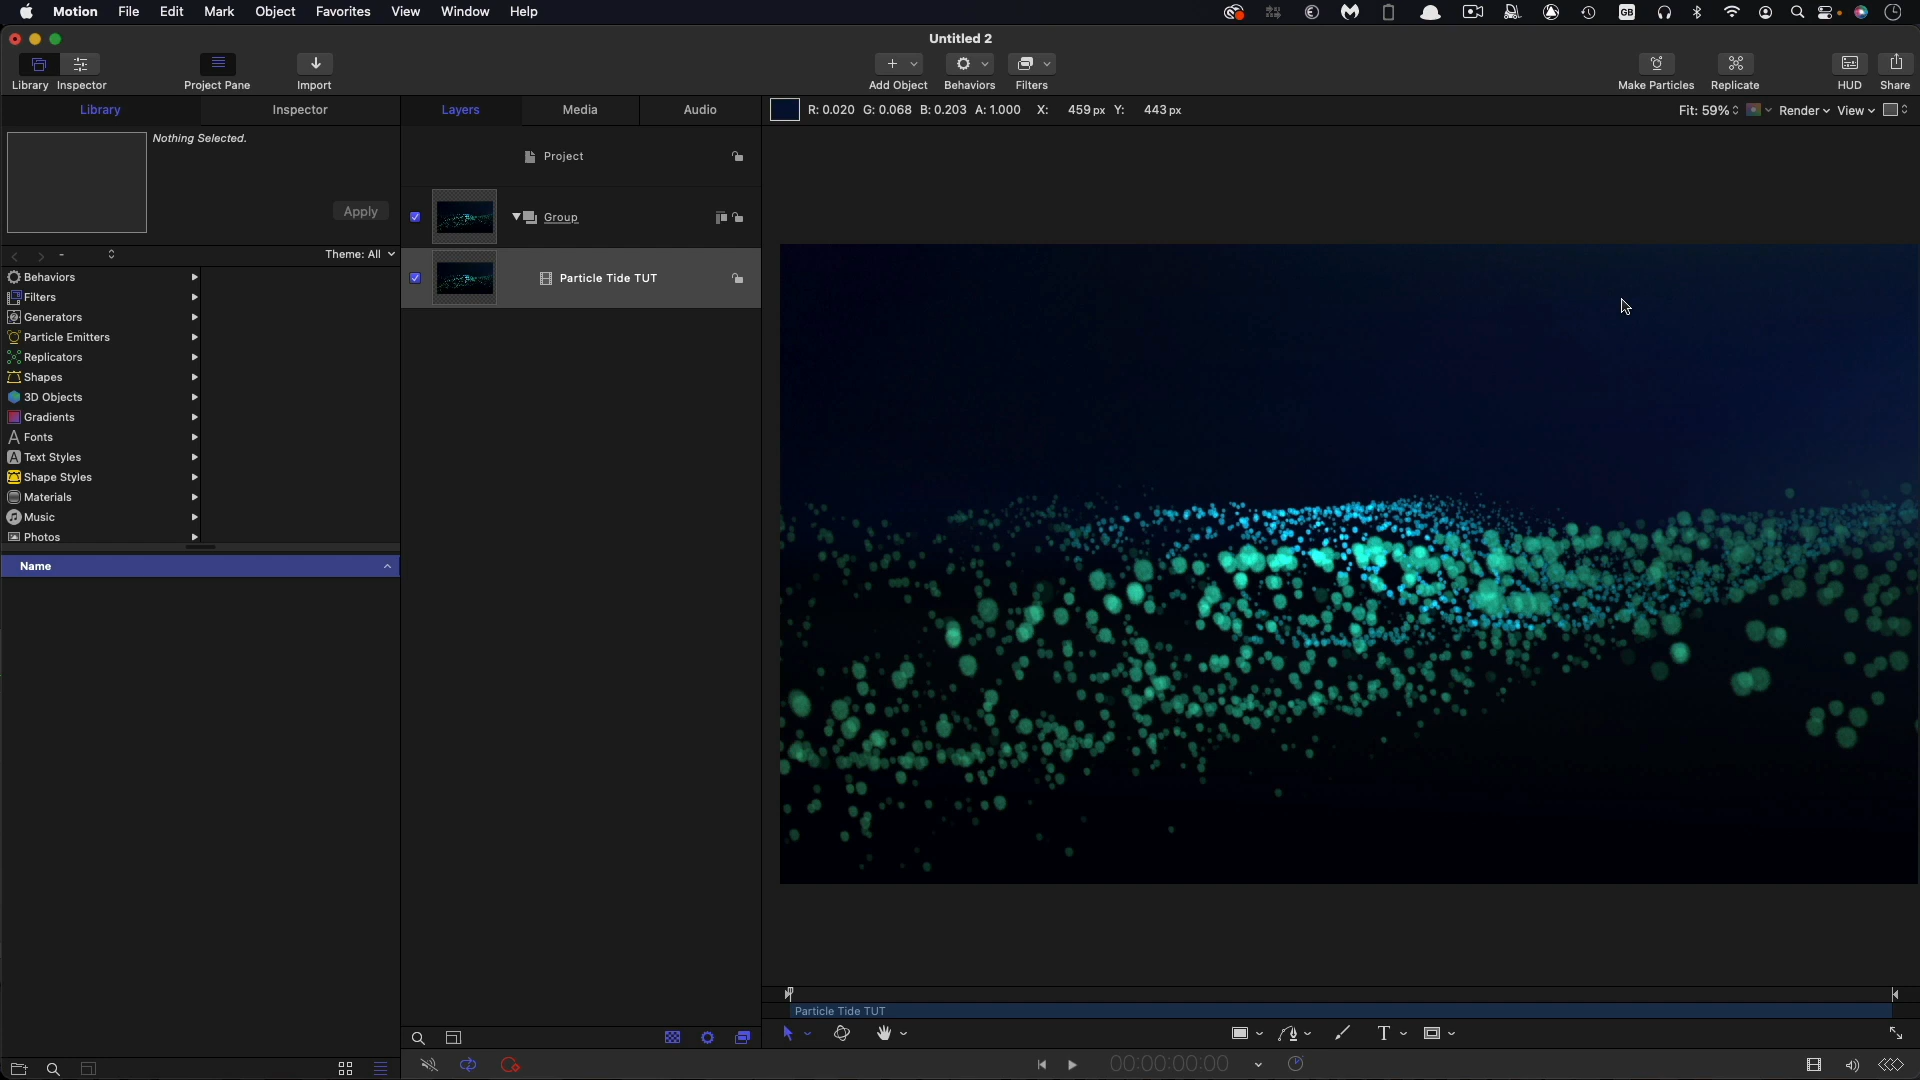 Motion File Edit Mark Object Favorites View Window Help GB
Untitled 2
Library Inspector Project Pane Import Add Object Behaviors Filters Make Particles Replicate HUD Share
Library Inspector Layers Media Audio R: 0.020 G: 0.068 B: 0.203 A: 1.000 X: 459 px Y: 443 px Fit: 59% Render View
Nothing Selected.
Project
Apply
Group
Theme: All
Behaviors
Particle Tide TUT
Filters
Generators
Particle Emitters
Replicators
Shapes
3D Objects
Gradients
Fonts
Text Styles
Shape Styles
Materials
Music
Photos
Name
Particle Tide TUT
00:00:00:00